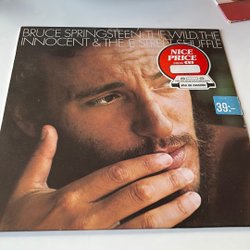 BRUCE SPRINGSTEEN THE WILD, THE
INNOCENT & THE E STREET SHUFFLE
NICE
PRICE
39:-